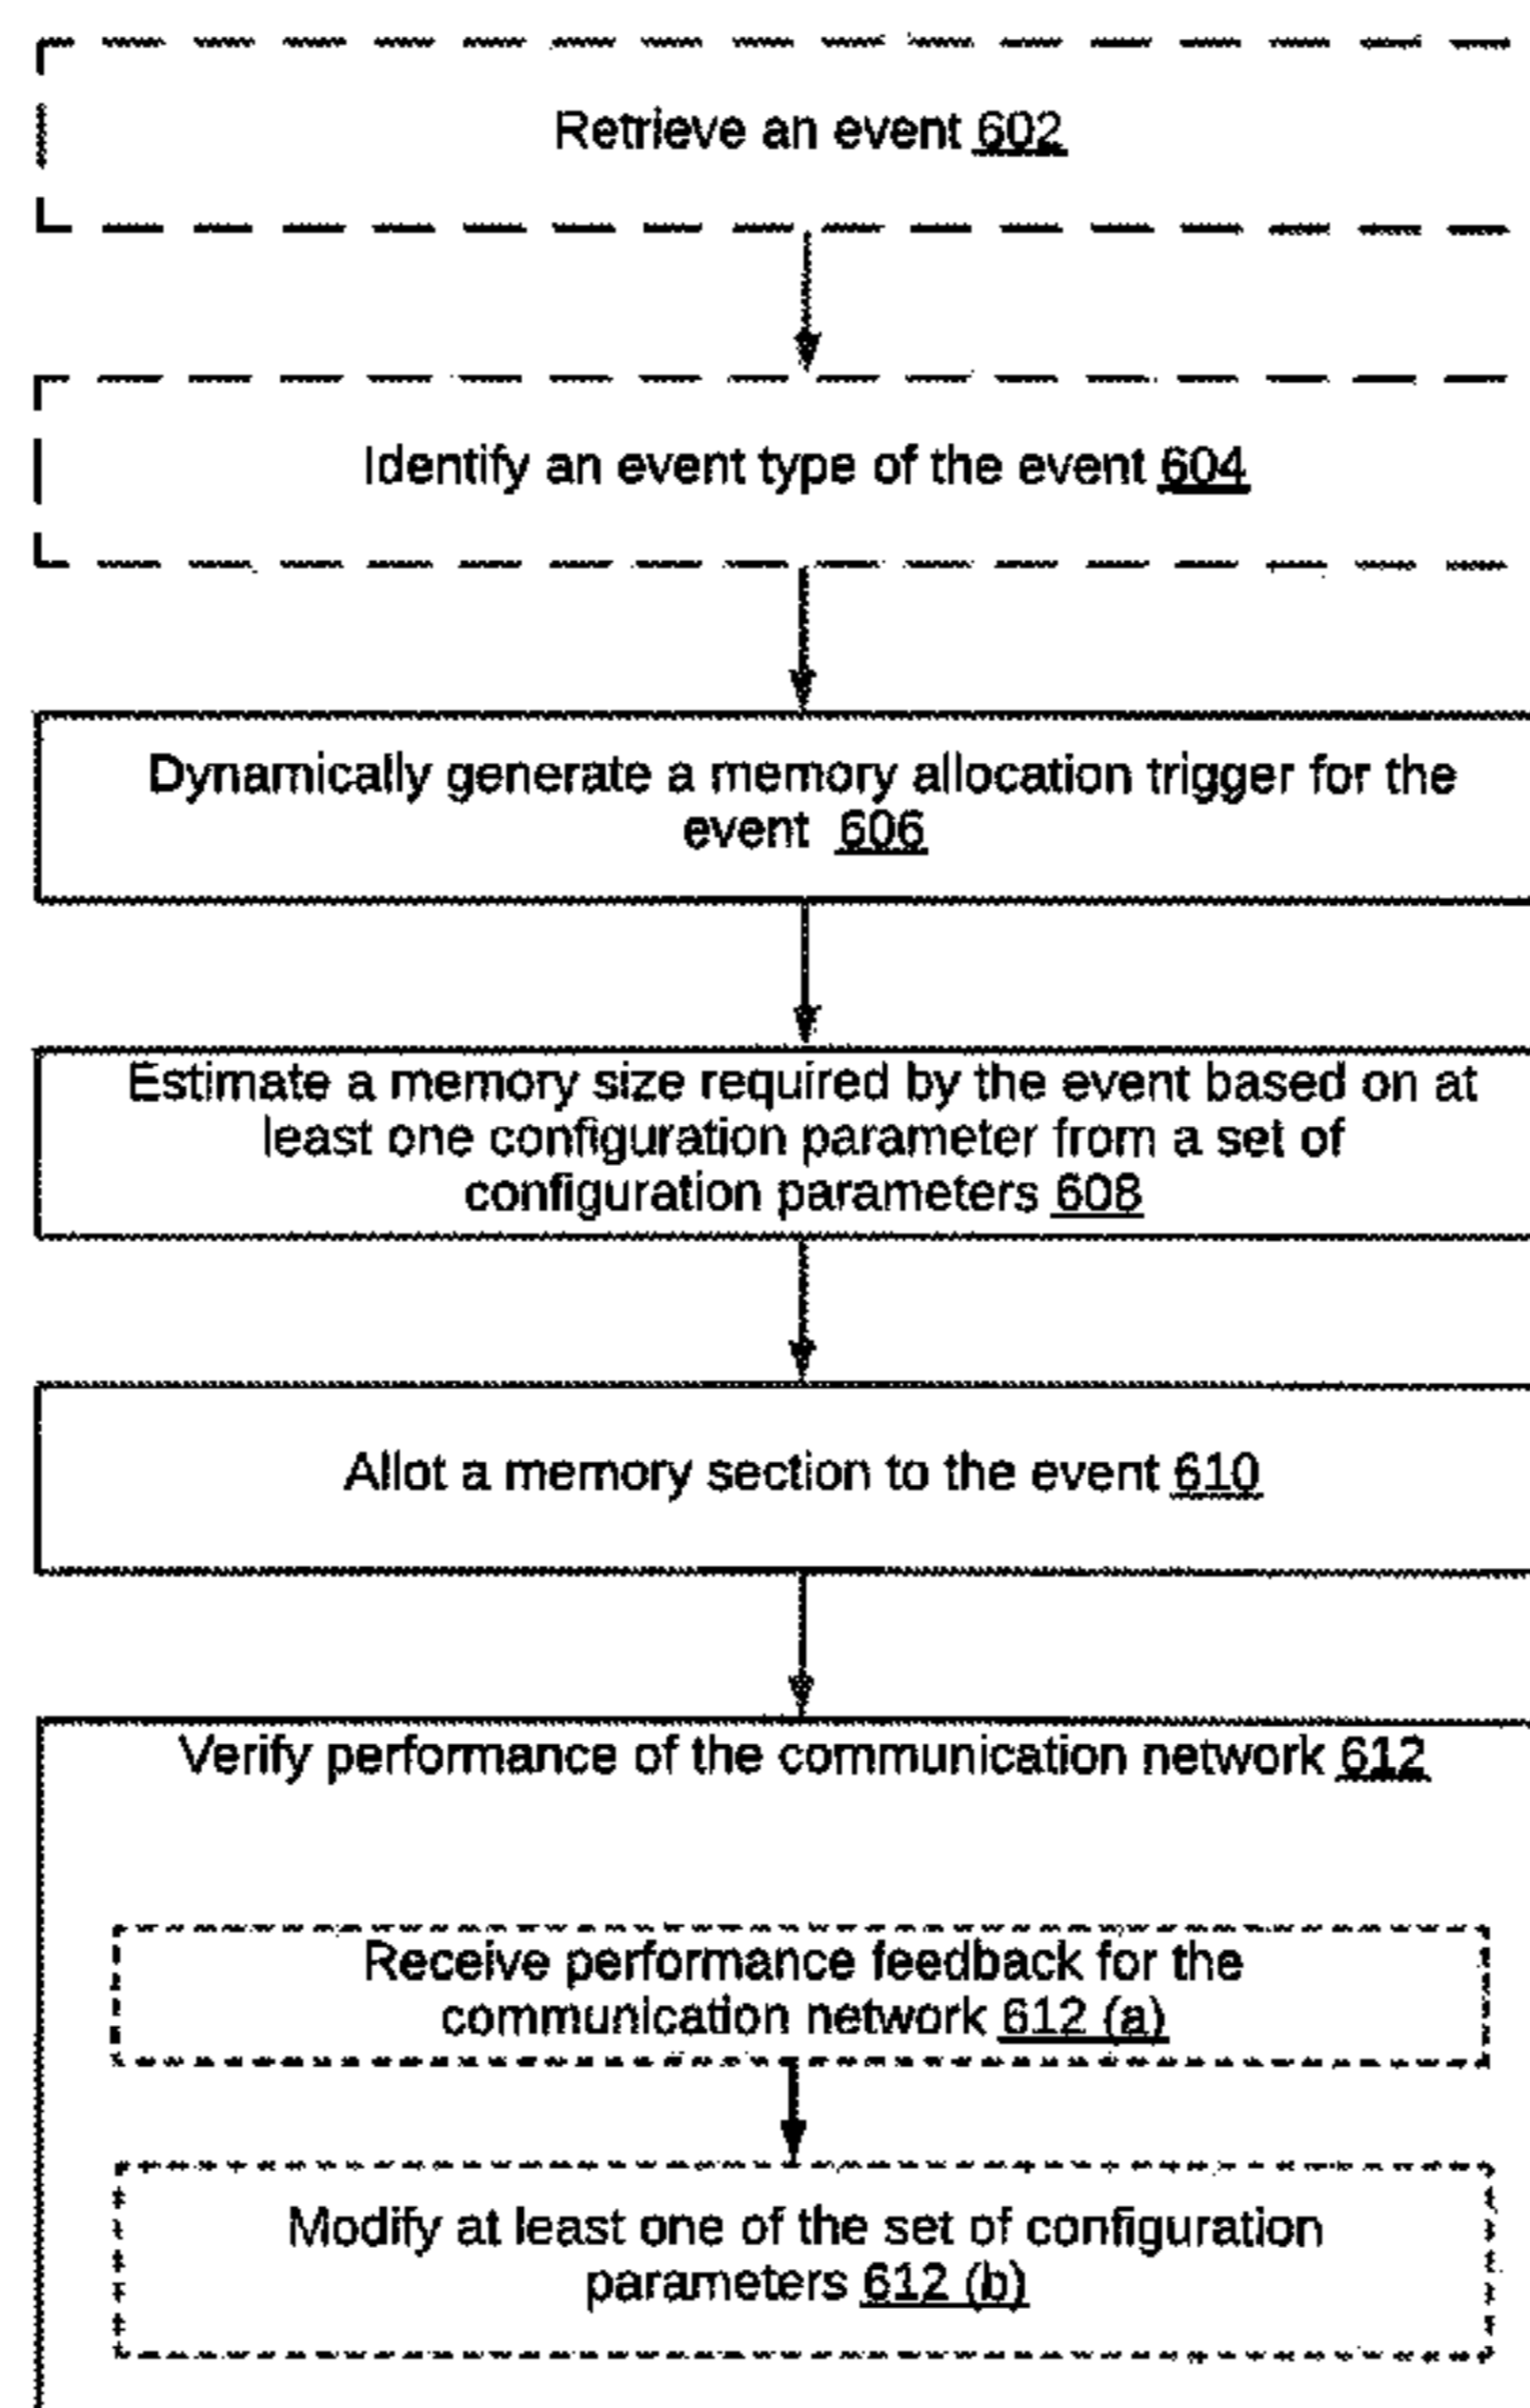 Retrieve an event 602
Identify an event type of the event 604
Dynamically generate a memory allocation trigger for the
event 606
Estimate a memory size required by the event based on at
least one configuration parameter from a set of
configuration parameters 608
Allot a memory section to the event 610
Verify performance of the communication network 612
Receive performance feedback for the
communication network 612 (a)
Modify at least one of the set of configuration
parameters 612 (b)